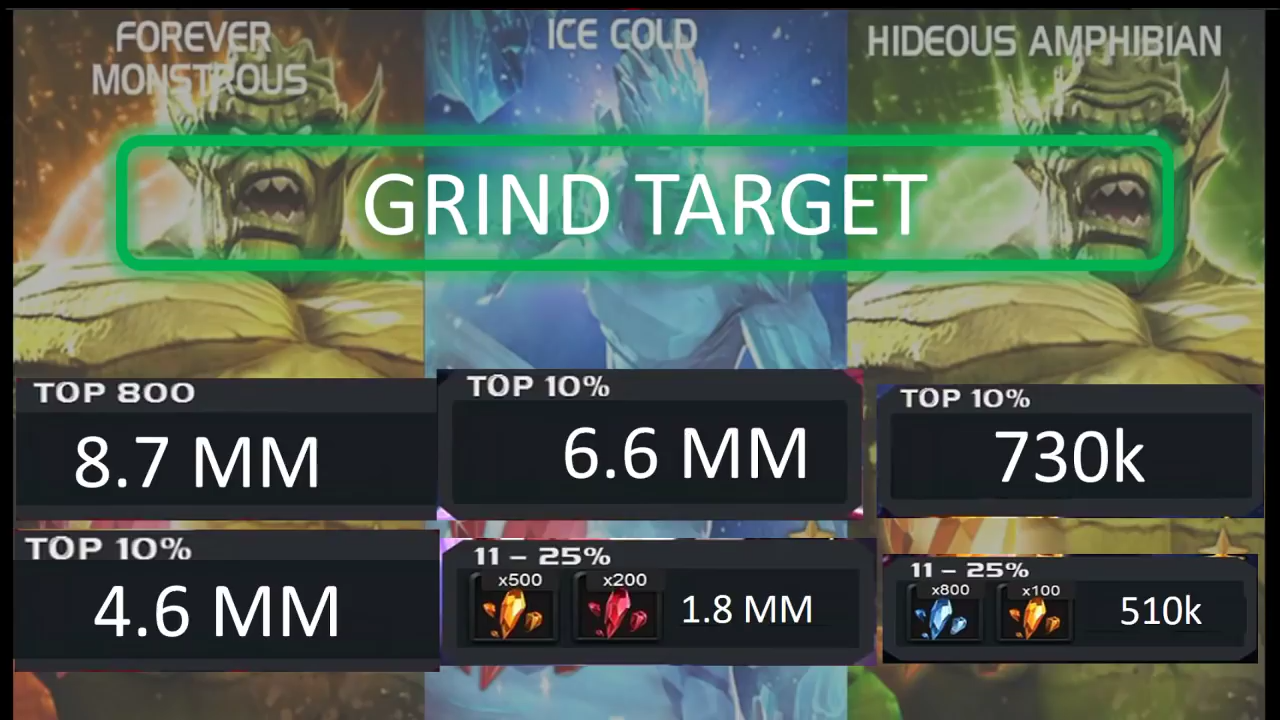 FOREVER
MONSTROUS
ICE COLD
HIDEOUS AMPHIBIAN
GRIND TARGET
TOP 800
8.7 MM
TOP 10%
4.6 MM
TOP 10%
6.6 MM
11 – 25%
x500 x200
1.8 MM
TOP 10%
730k
11 – 25%
x800 x100
510k